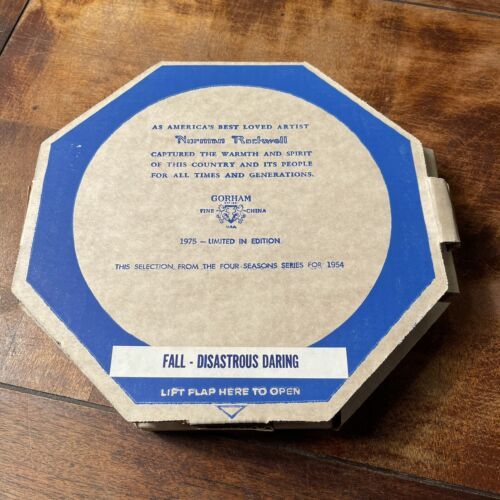 AS AMERICA'S BEST LOVED ARTIST
Norman Rockwell
CAPTURED THE WARMTH AND SPIRIT
OF THIS COUNTRY AND ITS PEOPLE
FOR ALL TIMES AND GENERATIONS.
GORHAM
FINE CHINA
USA
1975 – LIMITED IN EDITION
THIS SELECTION FROM THE FOUR SEASONS SERIES FOR 1954
FALL - DISASTROUS DARING
LIFT FLAP HERE TO OPEN